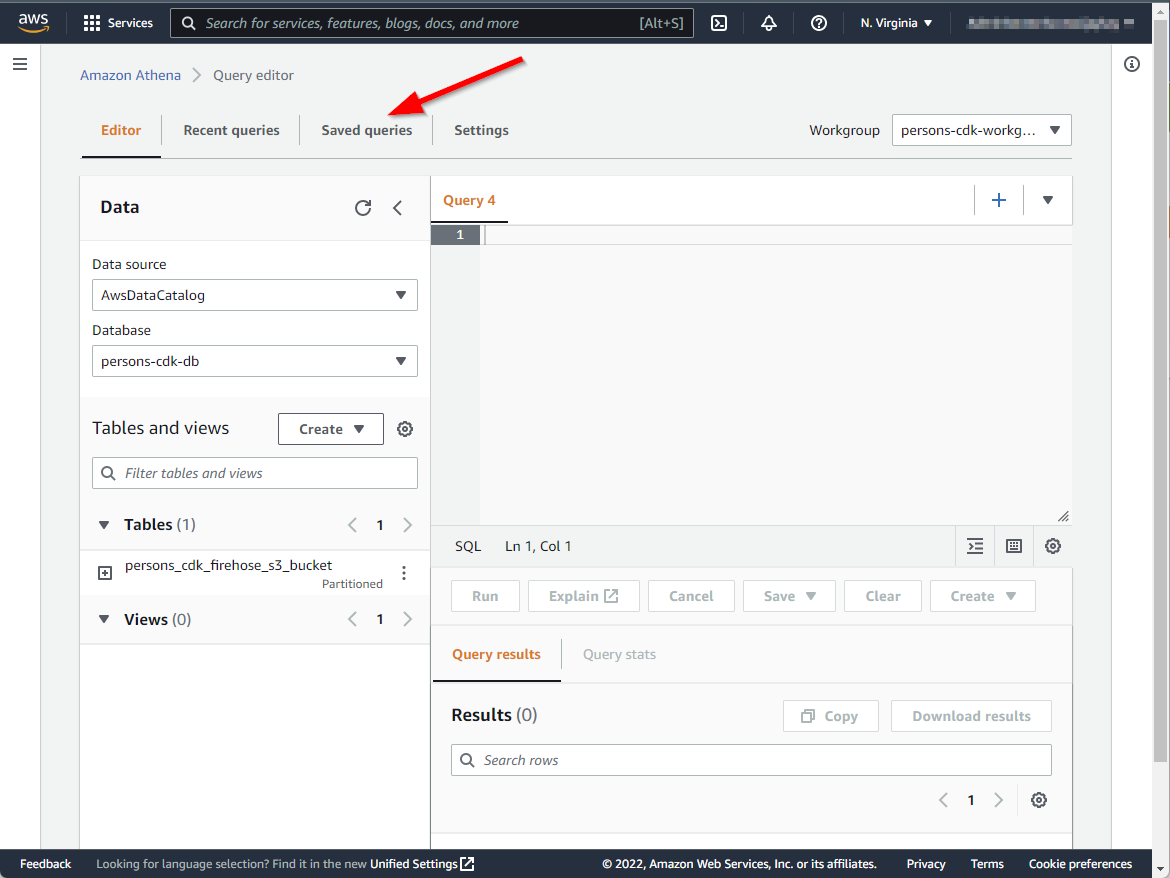 aws Services Search for services, features, blogs, docs, and more [Alt+S] N. Virginia
Amazon Athena Query editor
Editor Recent queries Saved queries Settings Workgroup persons-cdk-workg...
Data
Query 4
1
Data source
AwsDataCatalog
Database
persons-cdk-db
Tables and views Create
Filter tables and views
Tables (1) 1
persons_cdk_firehose_s3_bucket
Partitioned
Views (0) 1
SQL Ln 1, Col 1
Run Explain Cancel Save Clear Create
Query results Query stats
Results (0) Copy Download results
Search rows
1
Feedback Looking for language selection? Find it in the new Unified Settings © 2022, Amazon Web Services, Inc. or its affiliates. Privacy Terms Cookie preferences